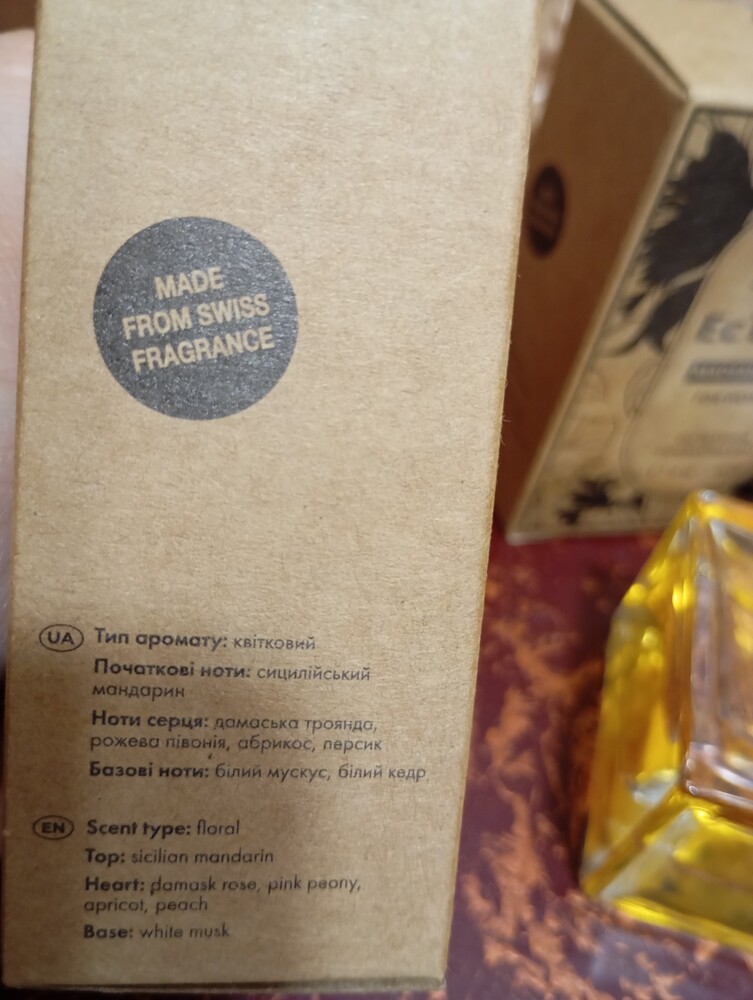 MADE
FROM SWISS
FRAGRANCE
UA Тип аромату: квітковий
Початкові ноти: сицилійський
мандарин
Ноти серця: дамаська троянда,
рожева півонія, абрикос, персик
Базові ноти: білий мускус, білий кедр
EN Scent type: floral
Top: sicilian mandarin
Heart: damask rose, pink peony,
apricot, peach
Base: white musk